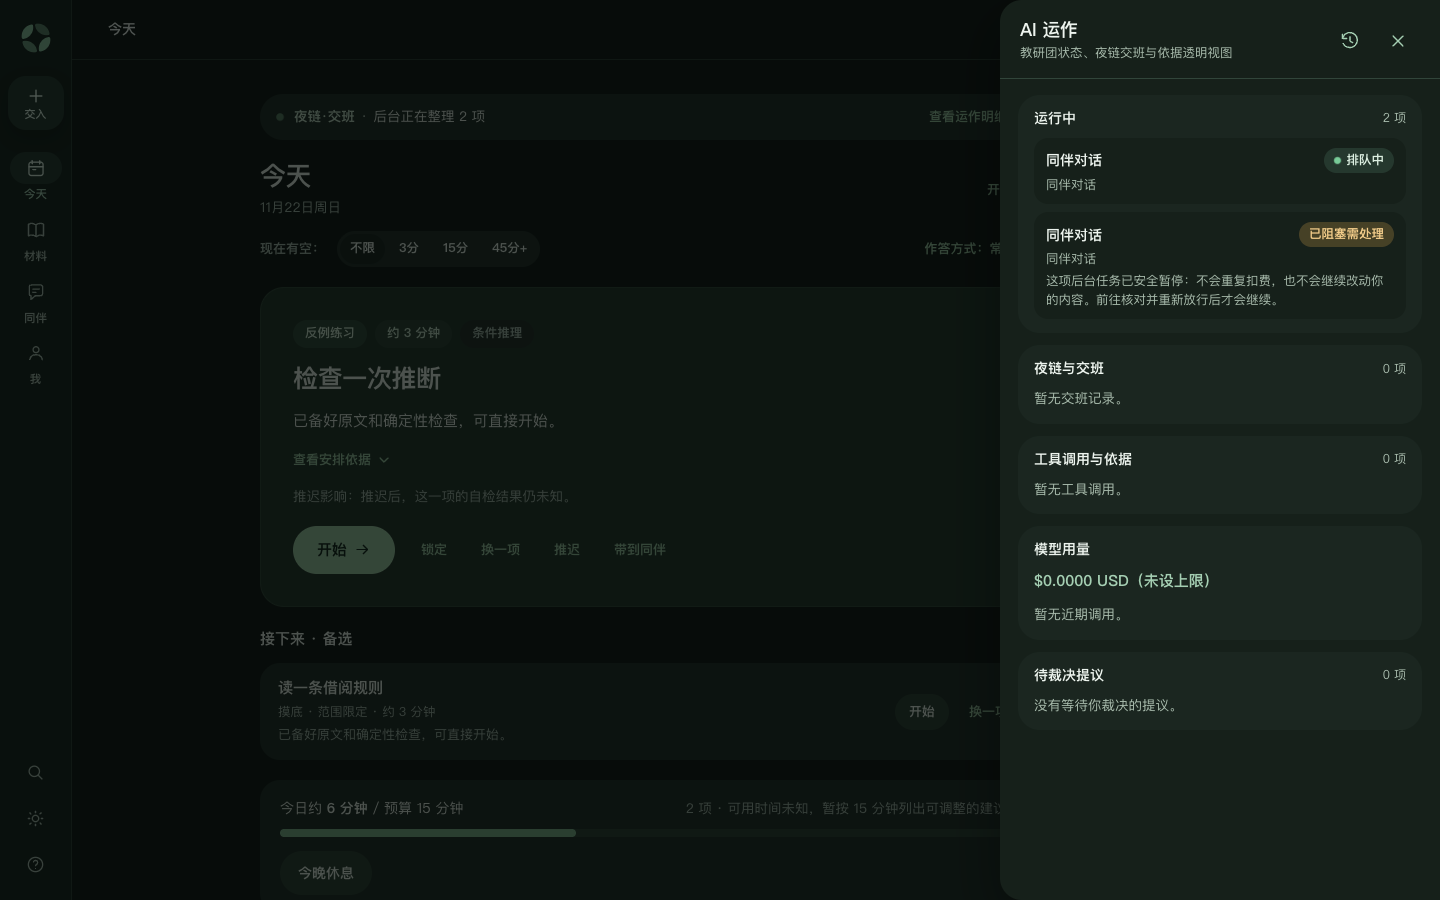 交入
今天
材料
同伴
我
今天
夜链·交班 · 后台正在整理 2 项
查看运作明细
今天
11月22日周日
开
现在有空：
不限
3分
15分
45分+
作答方式：常
反例练习
约 3 分钟
条件推理
检查一次推断
已备好原文和确定性检查，可直接开始。
查看安排依据
推迟影响：推迟后，这一项的自检结果仍未知。
开始
锁定
换一项
推迟
带到同伴
接下来 · 备选
读一条借阅规则
摸底 · 范围限定 · 约 3 分钟
已备好原文和确定性检查，可直接开始。
开始
换一项
今日约 6 分钟 / 预算 15 分钟
2 项 · 可用时间未知，暂按 15 分钟列出可调整的建议
今晚休息
AI 运作
教研团状态、夜链交班与依据透明视图
运行中
2 项
同伴对话
排队中
同伴对话
同伴对话
已阻塞需处理
同伴对话
这项后台任务已安全暂停：不会重复扣费，也不会继续改动你
的内容。前往核对并重新放行后才会继续。
夜链与交班
0 项
暂无交班记录。
工具调用与依据
0 项
暂无工具调用。
模型用量
$0.0000 USD（未设上限）
暂无近期调用。
待裁决提议
0 项
没有等待你裁决的提议。